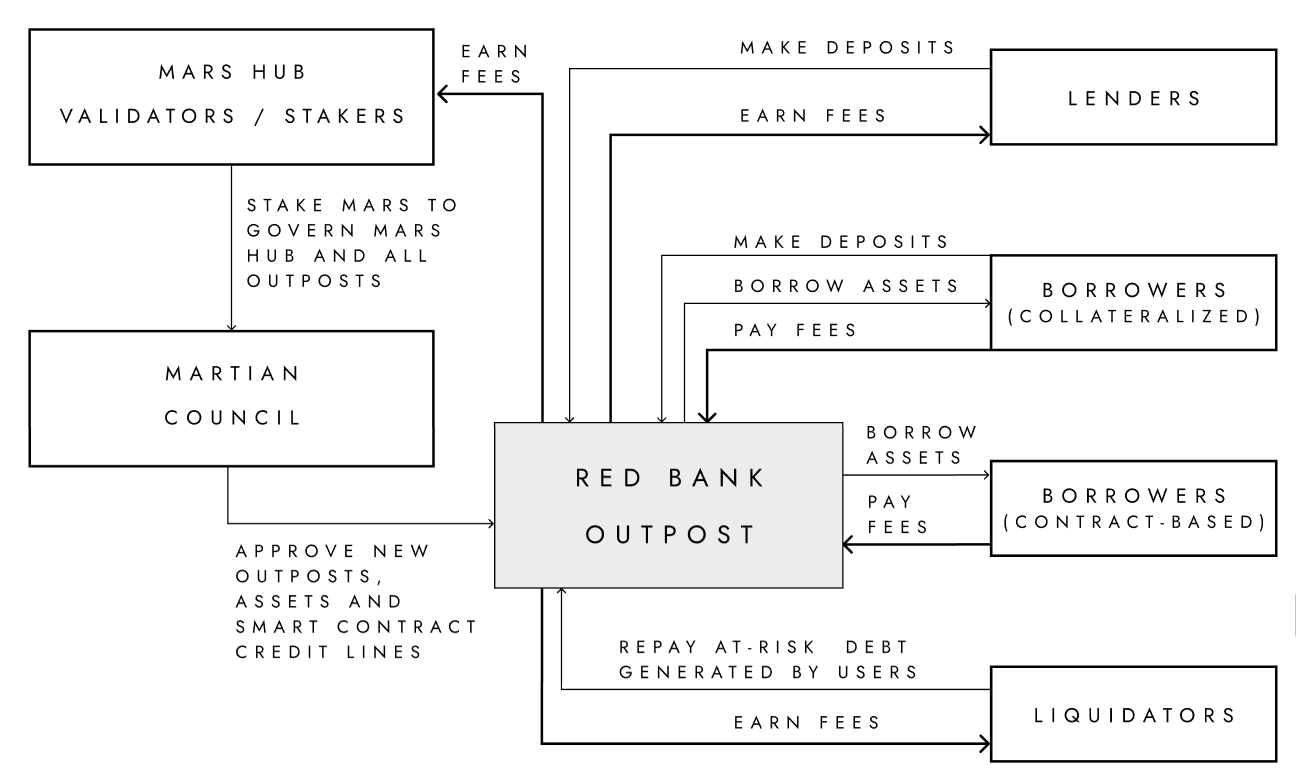 MARS HUB
VALIDATORS / STAKERS
EARN
FEES
MAKE DEPOSITS
LENDERS
EARN FEES
STAKE MARS TO
GOVERN MARS
HUB AND ALL
OUTPOSTS
MAKE DEPOSITS
BORROW ASSETS
PAY FEES
BORROWERS
(COLLATERALIZED)
MARTIAN
COUNCIL
RED BANK
OUTPOST
BORROW
ASSETS
PAY
FEES
BORROWERS
(CONTRACT-BASED)
APPROVE NEW
OUTPOSTS,
ASSETS AND
SMART CONTRACT
CREDIT LINES
REPAY AT-RISK DEBT
GENERATED BY USERS
EARN FEES
LIQUIDATORS